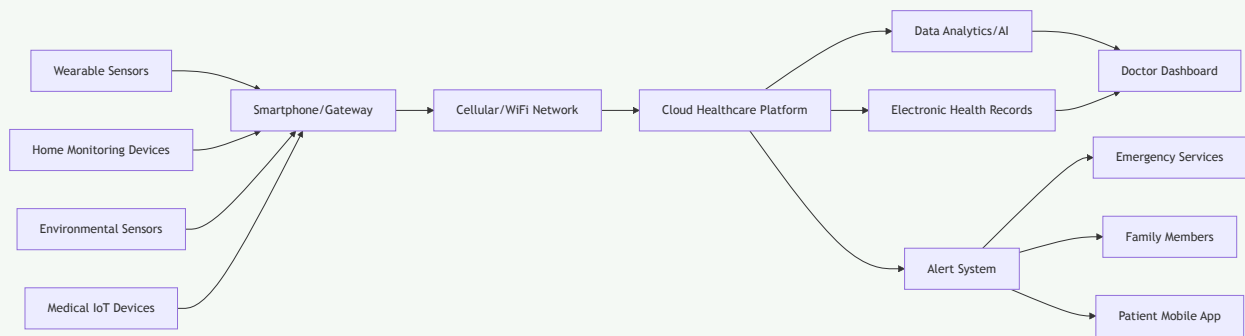 Wearable Sensors
Home Monitoring Devices
Environmental Sensors
Medical IoT Devices
Smartphone/Gateway
Cellular/WiFi Network
Cloud Healthcare Platform
Data Analytics/AI
Electronic Health Records
Alert System
Doctor Dashboard
Emergency Services
Family Members
Patient Mobile App